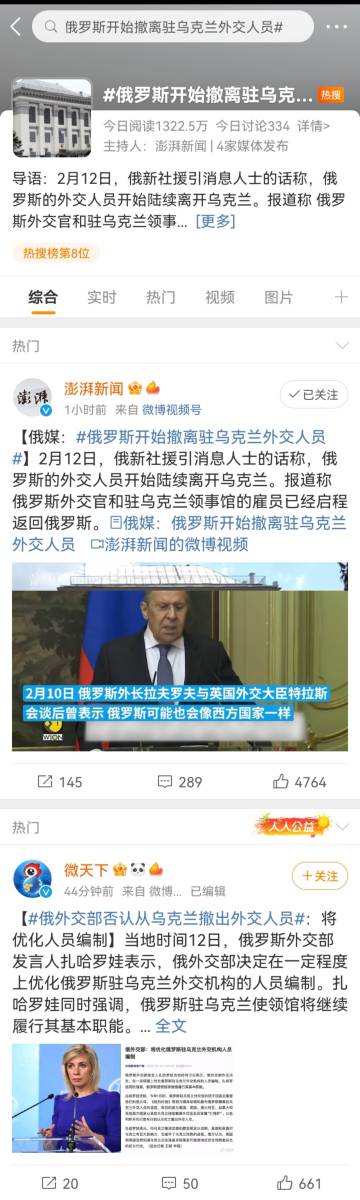 俄罗斯开始撤离驻乌克兰外交人员#
#俄罗斯开始撤离驻乌克... 热搜
今日阅读1322.5万 今日讨论334 详情>
主持人：澎湃新闻 | 4家媒体发布
导语：2月12日，俄新社援引消息人士的话称，俄
罗斯的外交人员开始陆续离开乌克兰。报道称 俄罗
斯外交官和驻乌克兰领事... [更多]
热搜榜第8位
综合 实时 热门 视频 图片
热门
澎湃
澎湃新闻
1小时前 来自 微博视频号
已关注
【俄媒：#俄罗斯开始撤离驻乌克兰外交人员
#】2月12日，俄新社援引消息人士的话称，俄
罗斯的外交人员开始陆续离开乌克兰。报道称
俄罗斯外交官和驻乌克兰领事馆的雇员已经启程
返回俄罗斯。俄媒：俄罗斯开始撤离驻乌克兰
外交人员 澎湃新闻的微博视频
2月10日 俄罗斯外长拉夫罗夫与英国外交大臣特拉斯
会谈后曾表示 俄罗斯可能也会像西方国家一样
WION
145 289 4764
热门
人人公益
微天下
44分钟前 来自 微博... 已编辑
+关注
【#俄外交部否认从乌克兰撤出外交人员#：将
优化人员编制】当地时间12日，俄罗斯外交部
发言人扎哈罗娃表示，俄外交部决定在一定程度
上优化俄罗斯驻乌克兰外交机构的人员编制。扎
哈罗娃同时强调，俄罗斯驻乌克兰使领馆将继续
履行其基本职能。... 全文
俄外交部：将优化俄罗斯驻乌克兰外交机构人员
编制
20 50 661